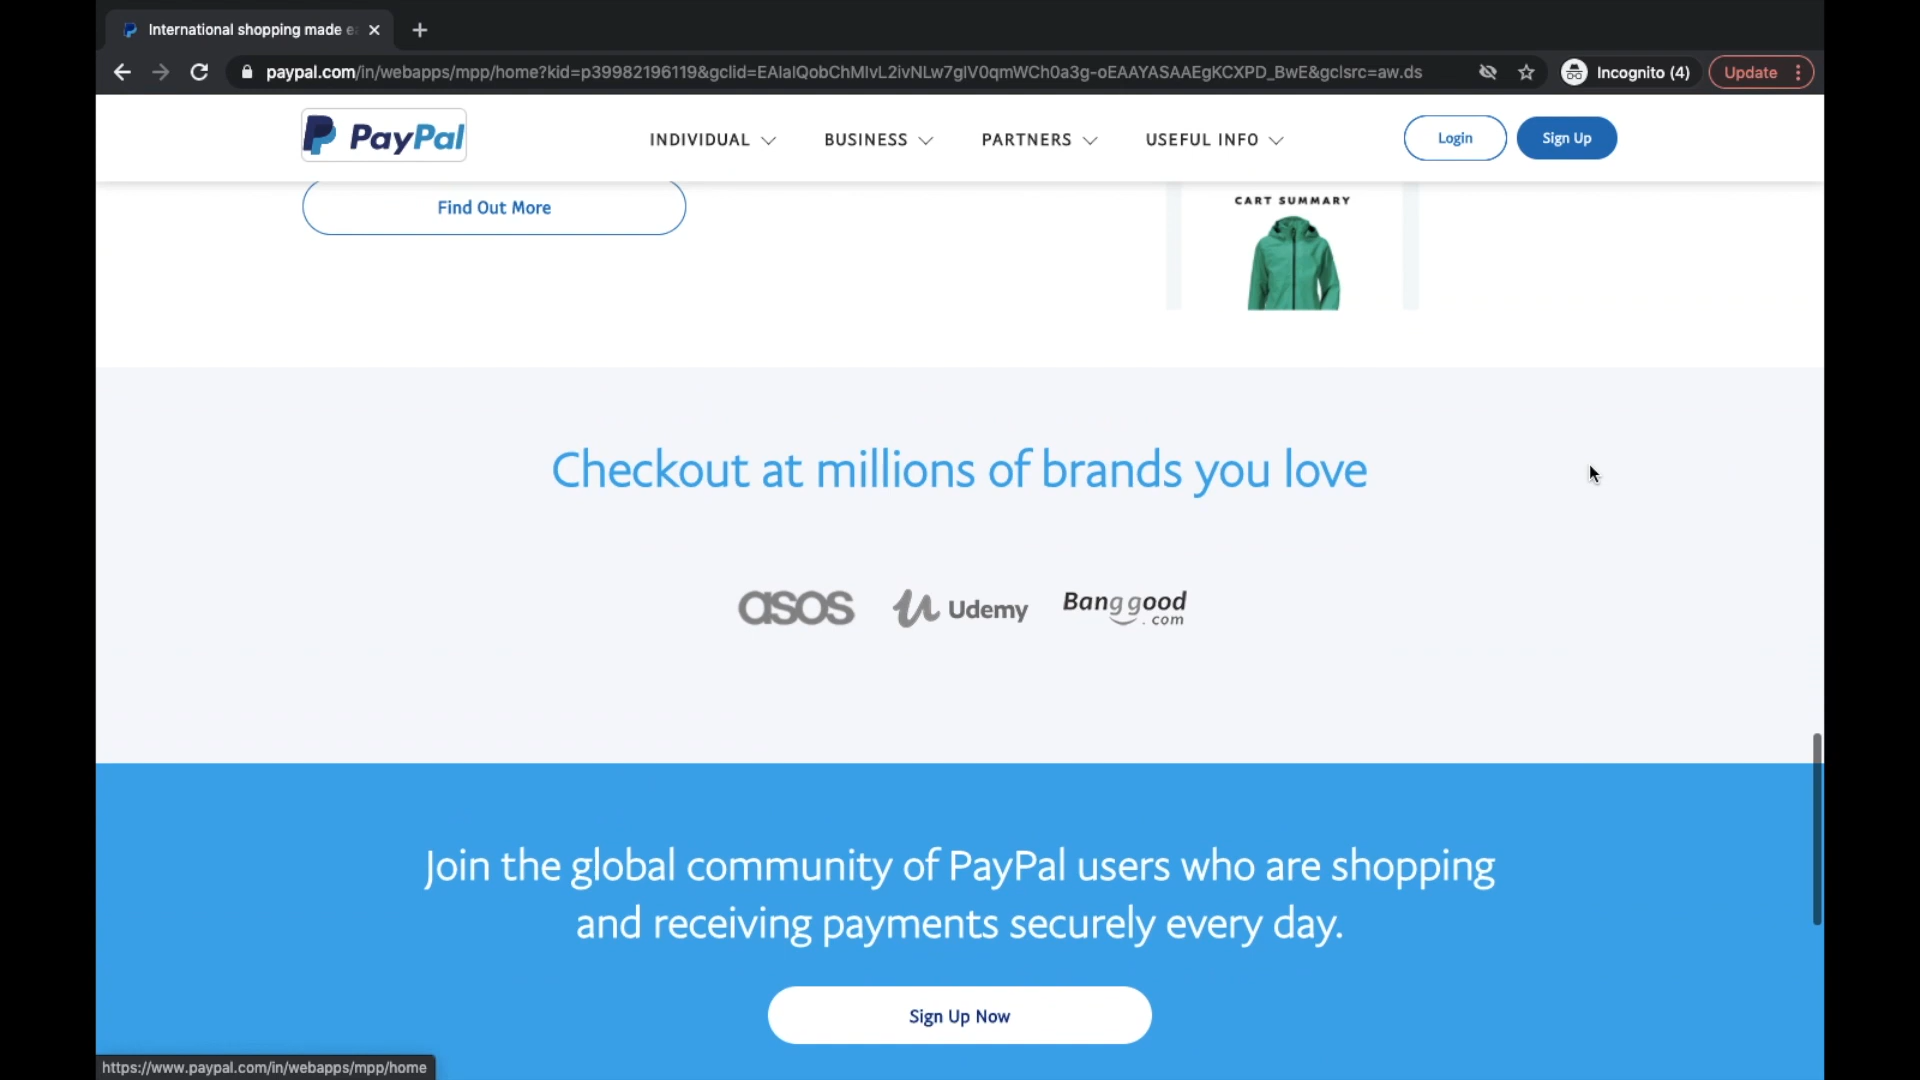 International shopping made e
paypal.com/in/webapps/mpp/home?kid=p39982196119&gclid=EAIaIQobChMIvL2ivNLw7gIV0qmWCh0a3g-oEAAYASAAEgKCXPD_BwE&gclsrc=aw.ds
Incognito (4)
Update
PayPal
INDIVIDUAL
BUSINESS
PARTNERS
USEFUL INFO
Login
Sign Up
Find Out More
CART SUMMARY
Checkout at millions of brands you love
asos
Udemy
Banggood
.com
Join the global community of PayPal users who are shopping
and receiving payments securely every day.
Sign Up Now
https://www.paypal.com/in/webapps/mpp/home